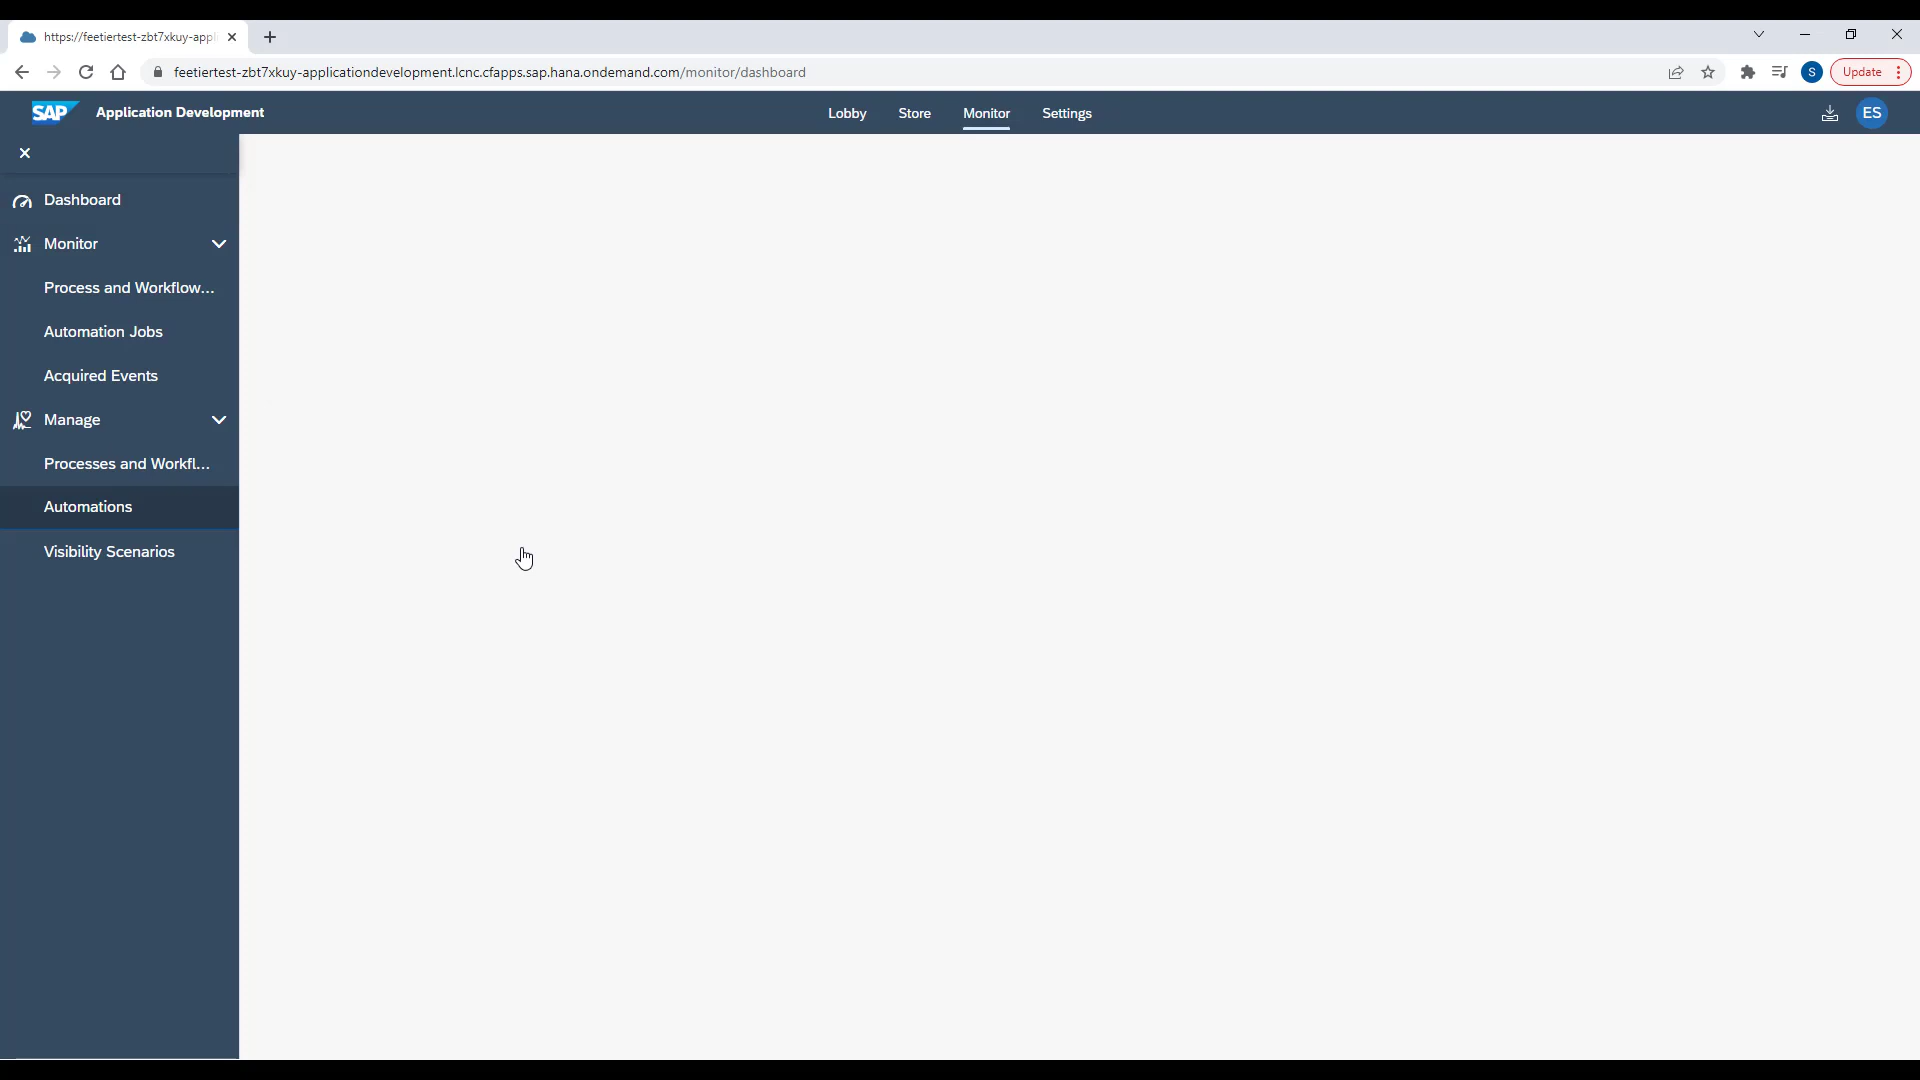 https://feetiertest-zbt7xkuy-appl
feetiertest-zbt7xkuy-applicationdevelopment.lcnc.cfapps.sap.hana.ondemand.com/monitor/dashboard
S
Update
SAP
Application Development
Lobby
Store
Monitor
Settings
ES
Dashboard
Monitor
Process and Workflow...
Automation Jobs
Acquired Events
Manage
Processes and Workfl...
Automations
Visibility Scenarios